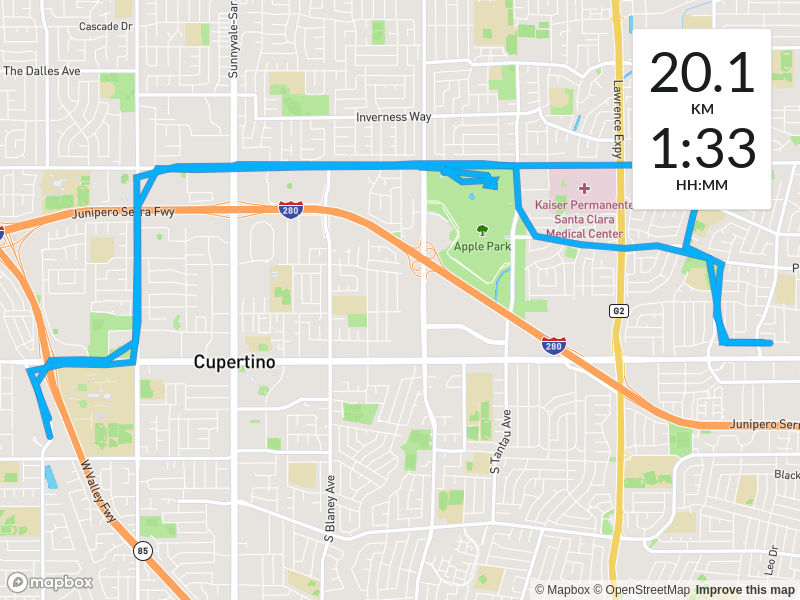 Cascade Dr
Sunnyvale-Sar
The Dalles Ave
20.1
KM
1:33
HH:MM
Lawrence Expy
Inverness Way
Kaiser Permanente
Santa Clara
Medical Center
Junipero Serra Fwy
280
Apple Park
P
G2
280
Cupertino
S Tantau Ave
Junipero Serr
W Valley Fwy
S Blaney Ave
Black
85
Leo Dr
mapbox
© Mapbox © OpenStreetMap Improve this map